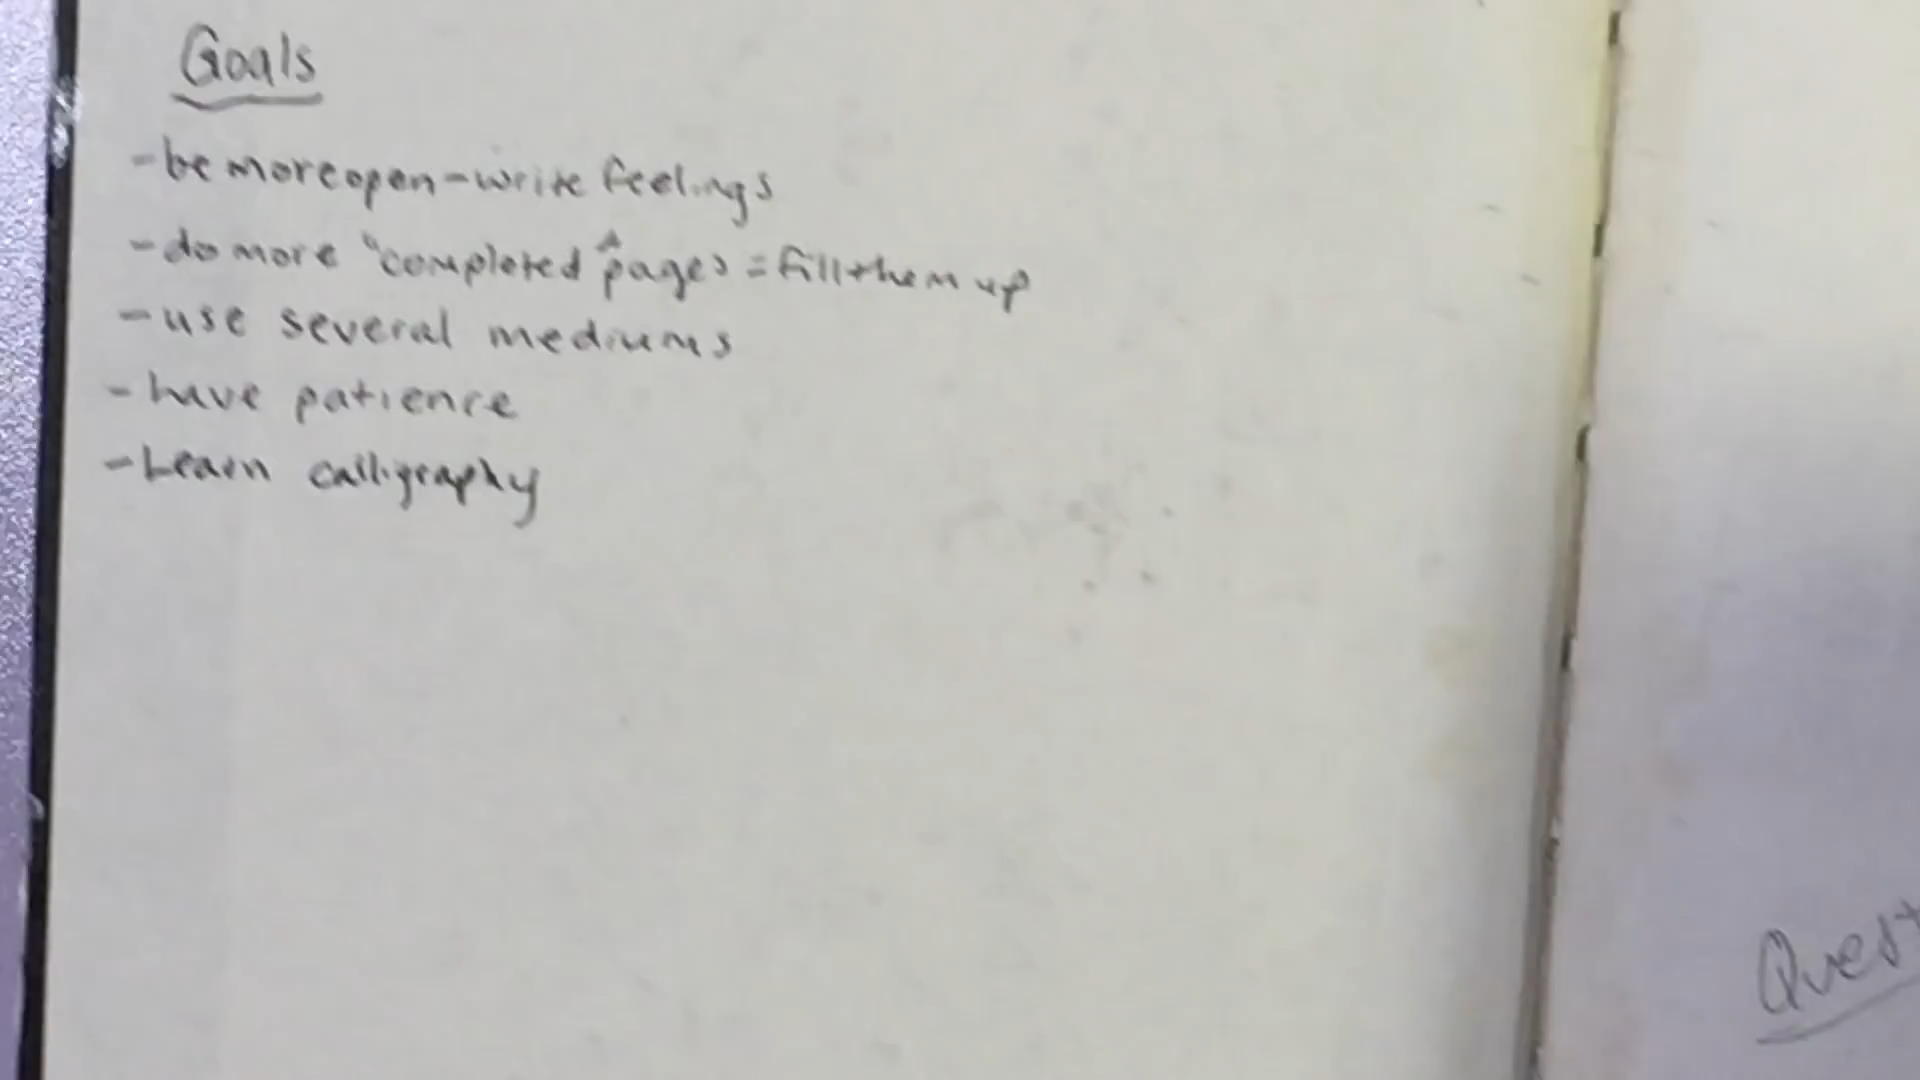 Goals
- be more open - write feelings
- do more "completed" pages = fill them up
- use several mediums
- have patience
- Learn calligraphy
Quest